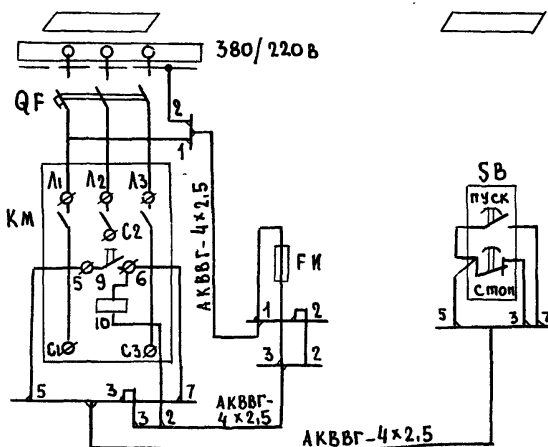 380/220 В
QF
2
1
Л1 Л2 Л3
КМ
С2
5 9 6
10
С1 С3
АКВВГ-4×2,5
FИ
1 2
3 2
SB
пуск
стоп
5 3 7
5 3 7
3 2
АКВВГ-
4×2,5
АКВВГ-4×2,5